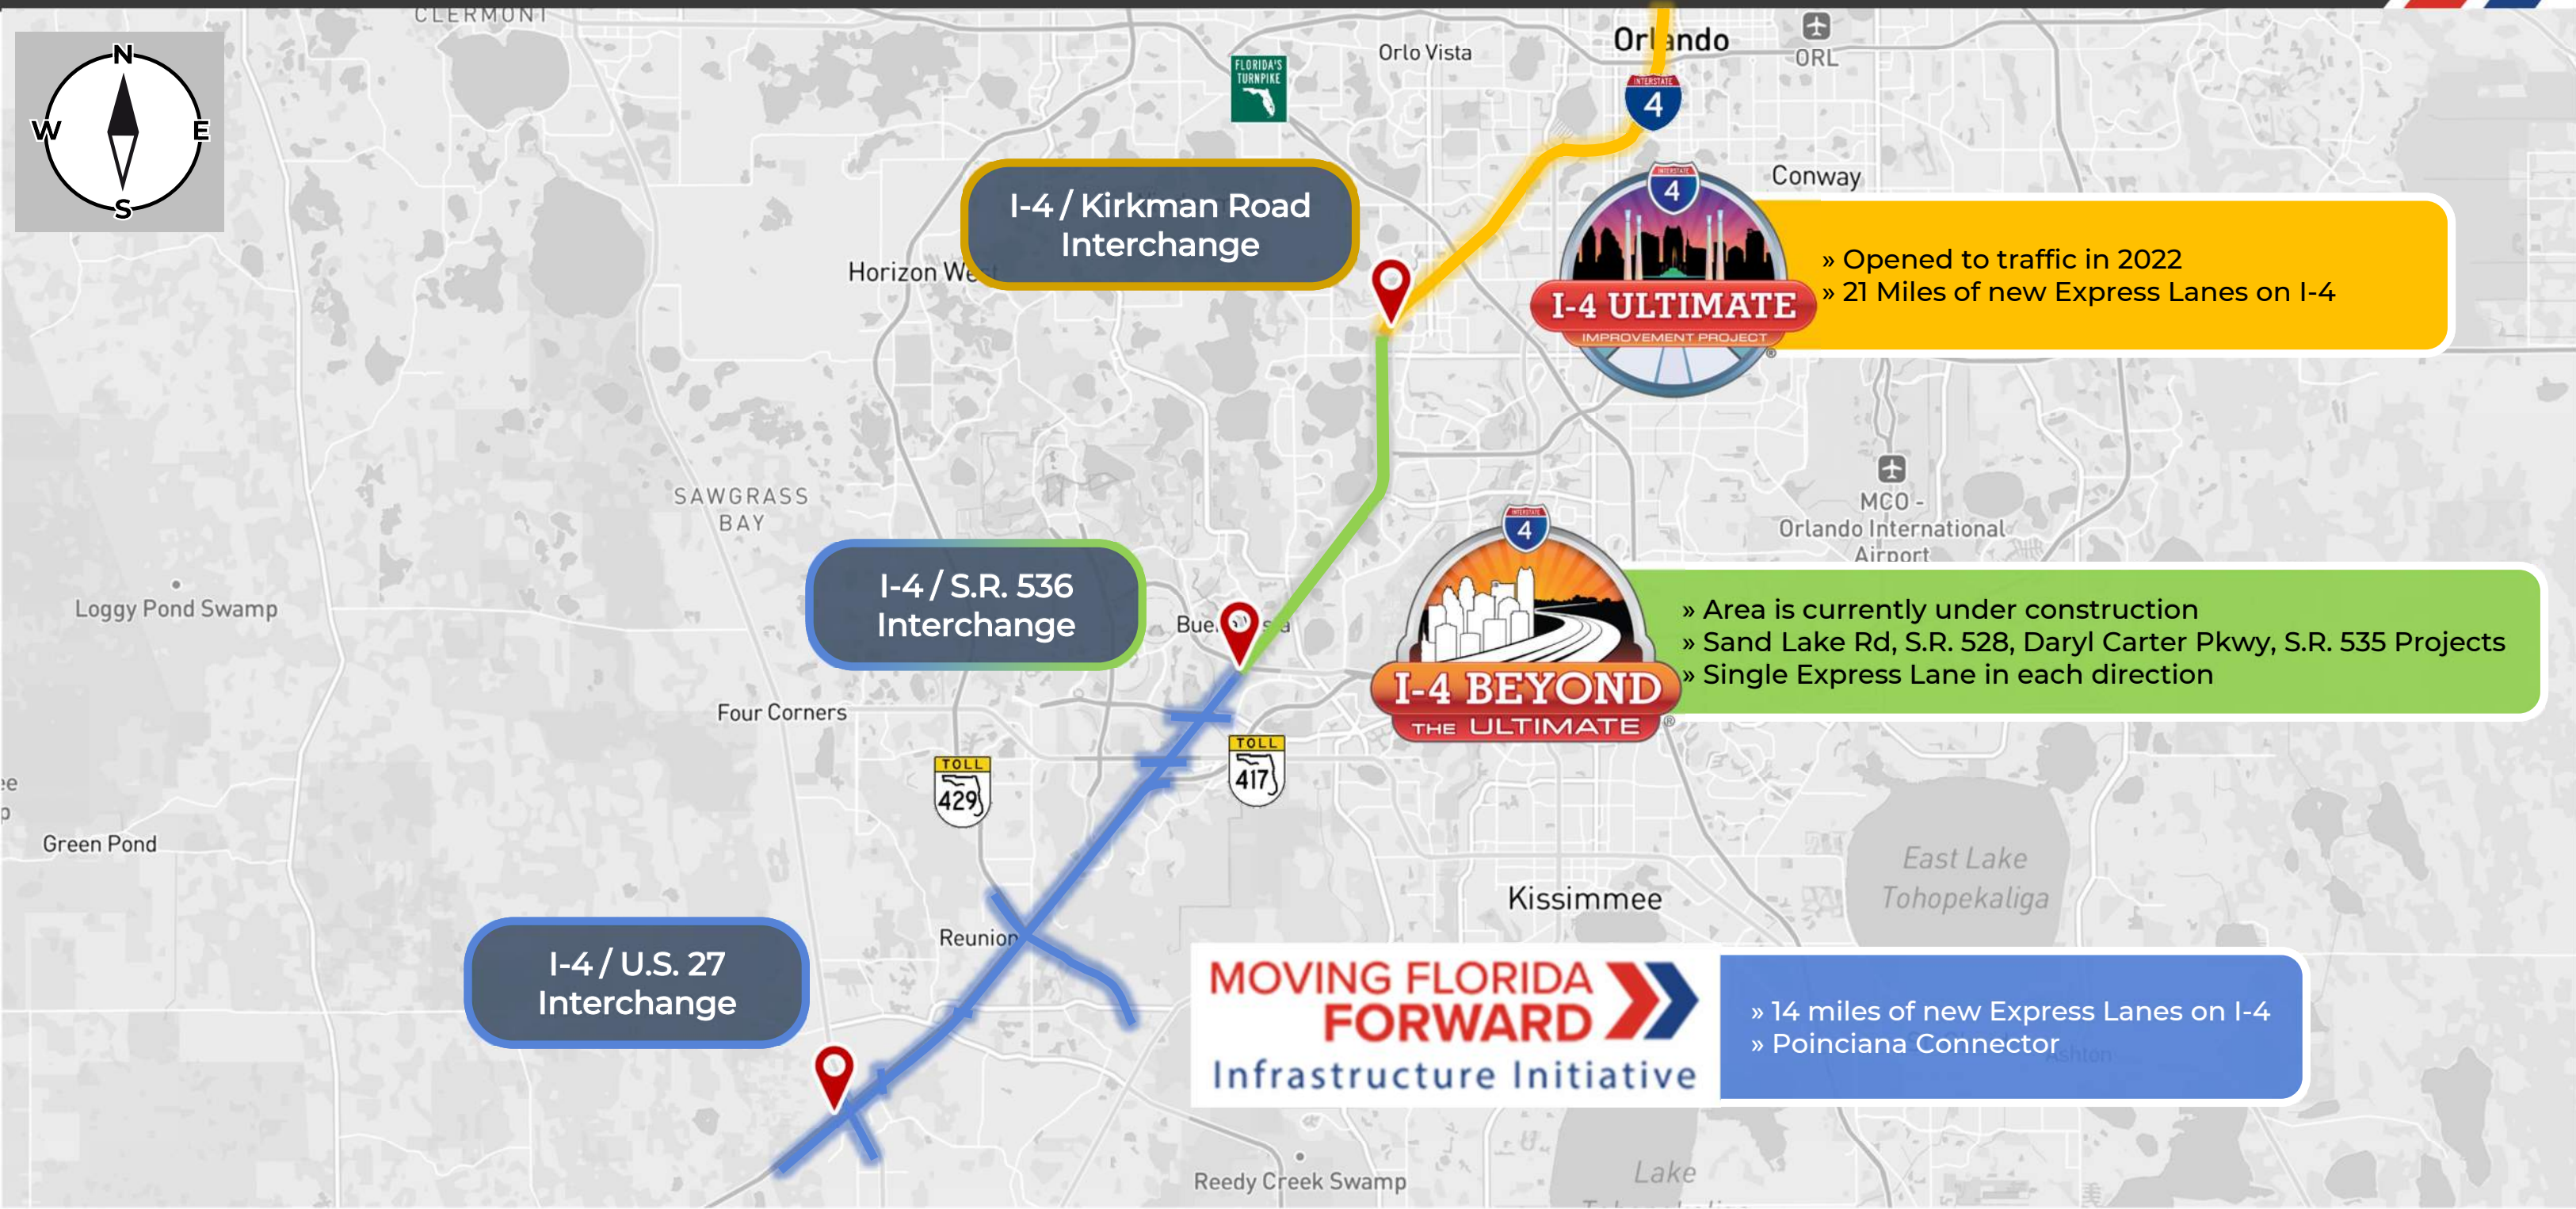 CLERMONT
N
W
E
S
Orlo Vista
Orlando
ORL
FLORIDA'S
TURNPIKE
INTERSTATE
4
Conway
I-4 / Kirkman Road
Interchange
Horizon West
INTERSTATE
4
I-4 ULTIMATE
IMPROVEMENT PROJECT
®
» Opened to traffic in 2022
» 21 Miles of new Express Lanes on I-4
SAWGRASS
BAY
MCO -
Orlando International
Airport
Loggy Pond Swamp
I-4 / S.R. 536
Interchange
INTERSTATE
4
I-4 BEYOND
THE ULTIMATE
®
» Area is currently under construction
» Sand Lake Rd, S.R. 528, Daryl Carter Pkwy, S.R. 535 Projects
» Single Express Lane in each direction
Four Corners
TOLL
429
TOLL
417
Green Pond
East Lake
Tohopekaliga
Kissimmee
Reunion
I-4 / U.S. 27
Interchange
MOVING FLORIDA
FORWARD
Infrastructure Initiative
» 14 miles of new Express Lanes on I-4
» Poinciana Connector
Reedy Creek Swamp
Lake